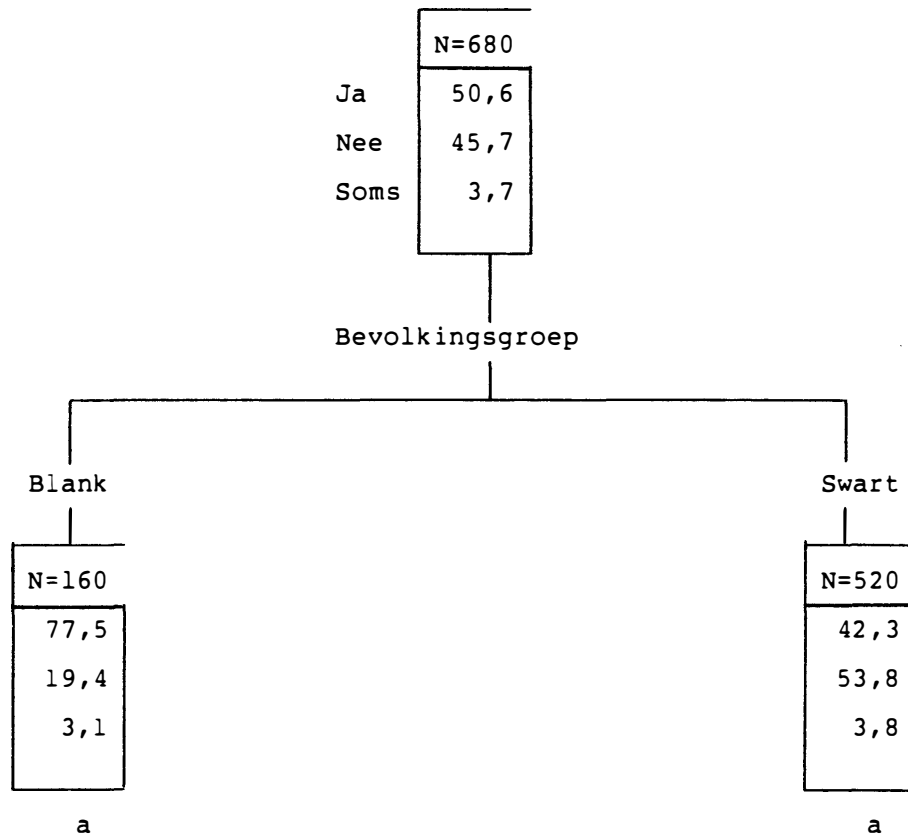 N=680
Ja 50,6
Nee 45,7
Soms 3,7
Bevolkingsgroep
Blank Swart
N=160 N=520
77,5 42,3
19,4 53,8
3,1 3,8
a a